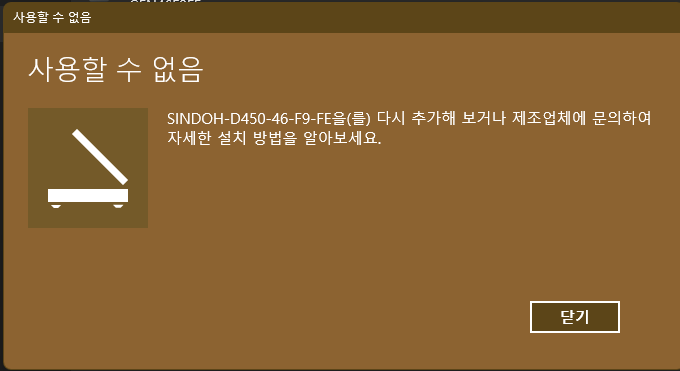 사용할 수 없음
사용할 수 없음
SINDOH-D450-46-F9-FE을(를) 다시 추가해 보거나 제조업체에 문의하여
자세한 설치 방법을 알아보세요.
닫기